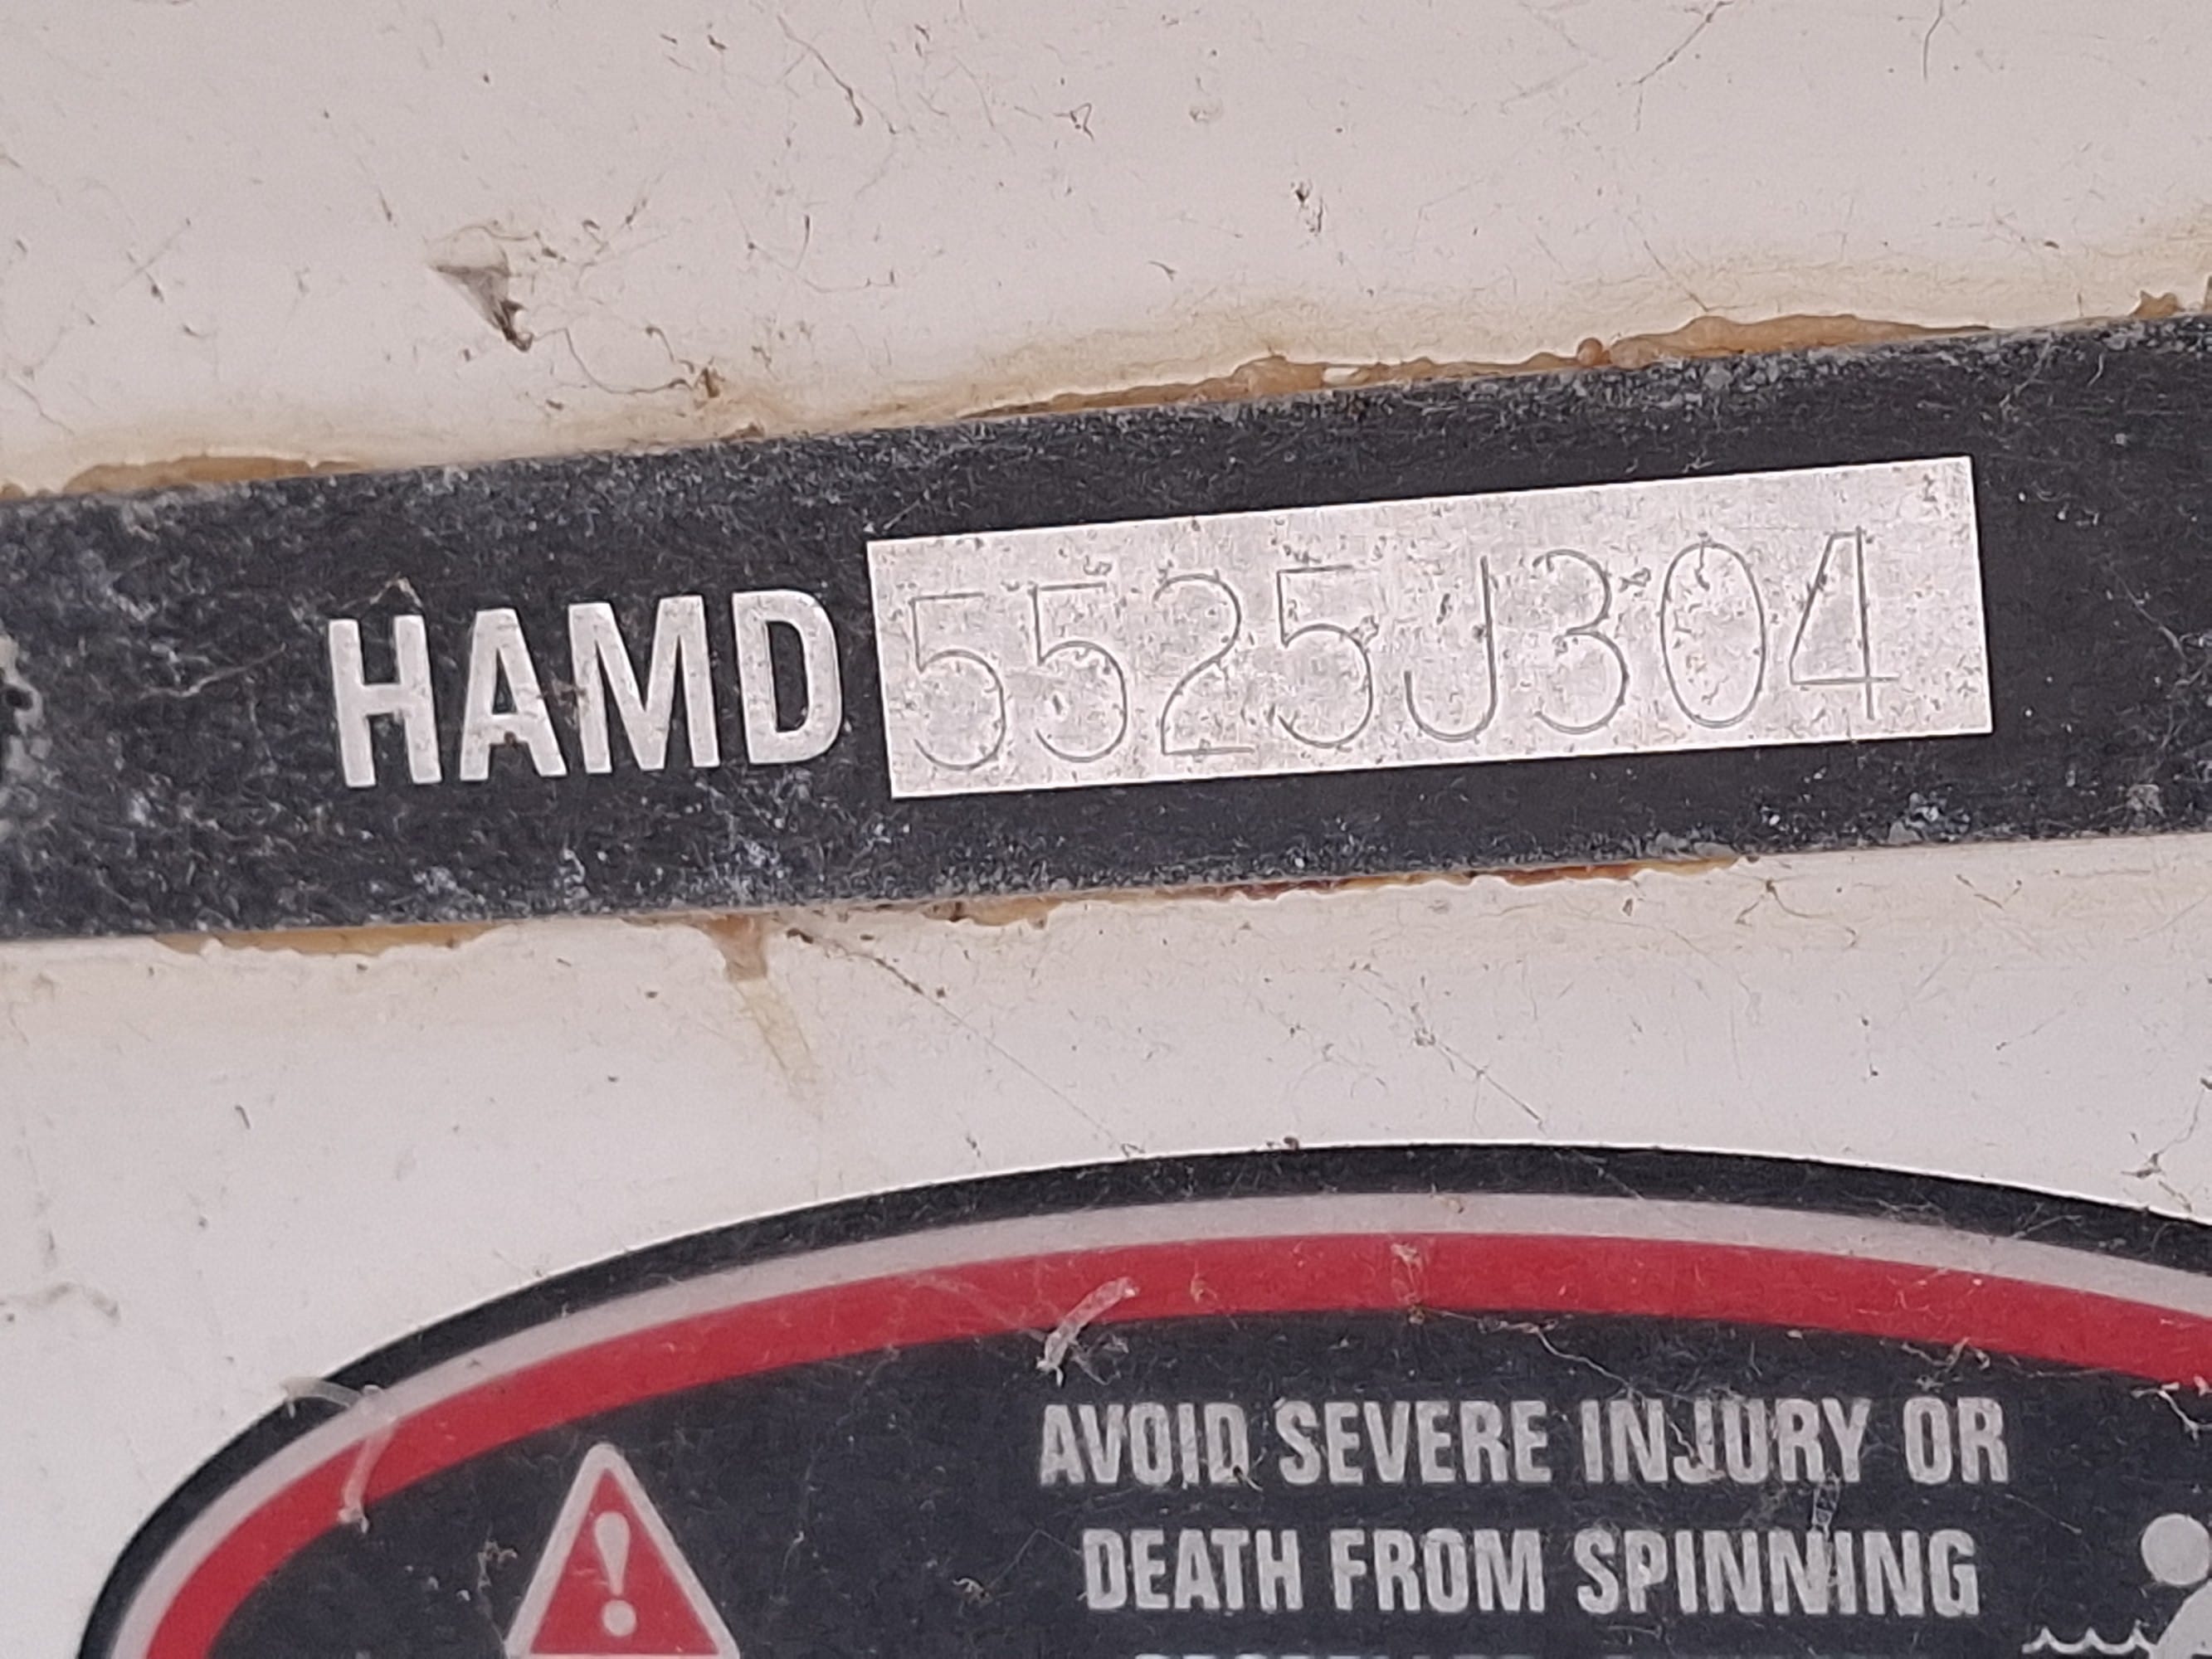 HAMD 5525J304
AVOID SEVERE INJURY OR
DEATH FROM SPINNING